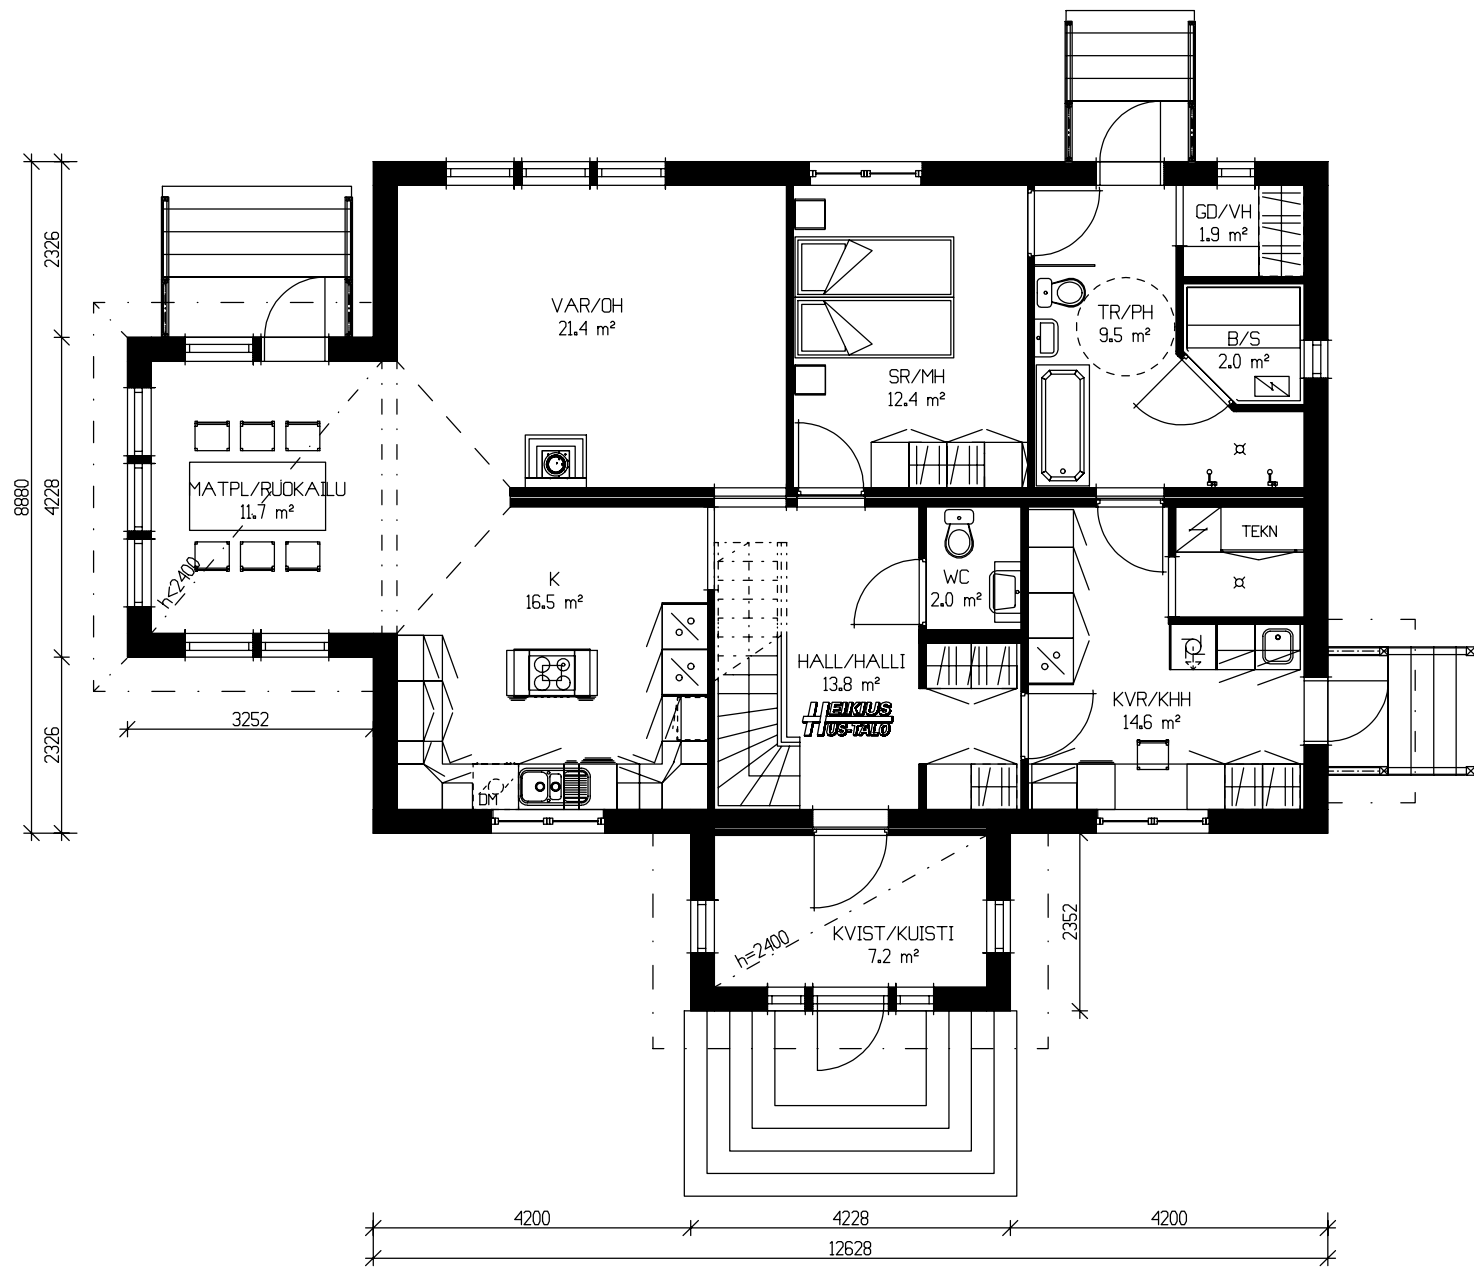 GD/VH
1.9 m²
VAR/OH
21.4 m²
TR/PH
9.5 m²
B/S
2.0 m²
SR/MH
12.4 m²
MATPL/RUOKAILU
11.7 m²
h≤2400
K
16.5 m²
DM
WC
2.0 m²
TEKN
HALL/HALLI
13.8 m²
HEIKIUS
HUS-TALO
KVR/KHH
14.6 m²
KVIST/KUISTI
7.2 m²
h=2400
8880
2326
4228
2326
3252
2352
4200
4228
4200
12628